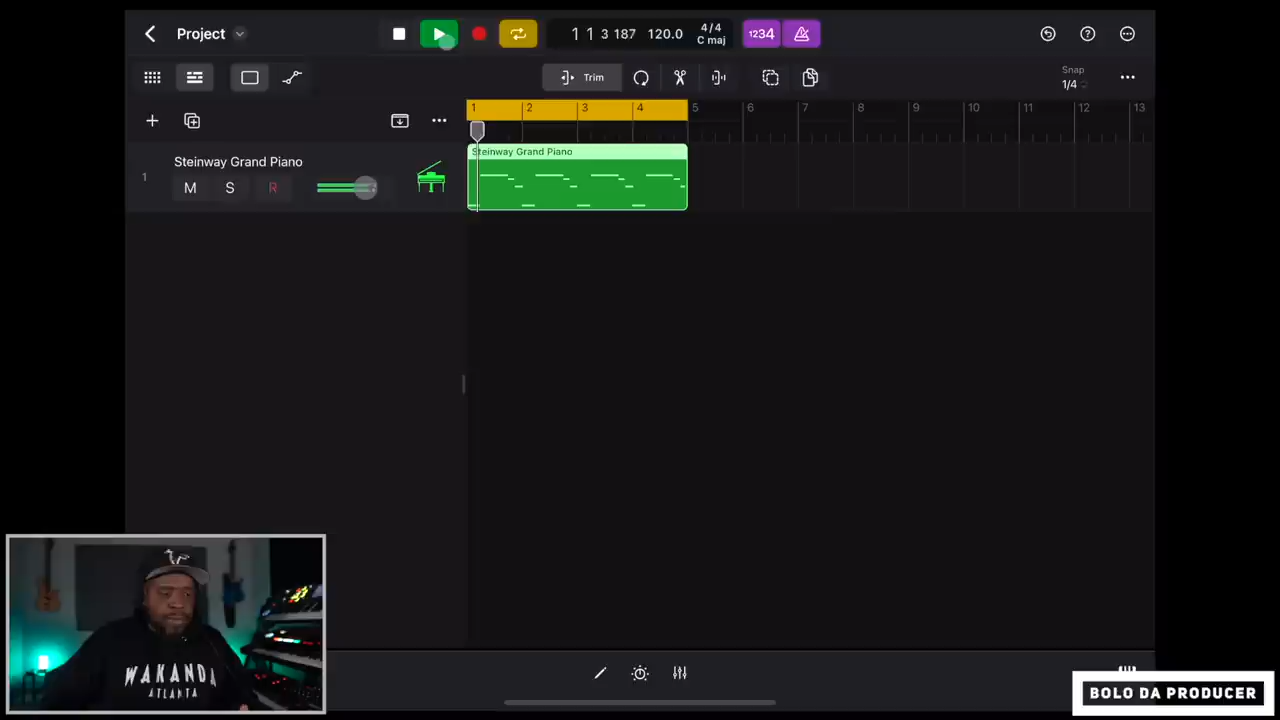 Project
1 1 3 187
120.0
4/4
C maj
1234
Trim
Snap
1/4
1 2 3 4 5 6 7 8 9 10 11 12 13
1
Steinway Grand Piano
M S R
Steinway Grand Piano
WAKANDA
ATLANTA
BOLO DA PRODUCER